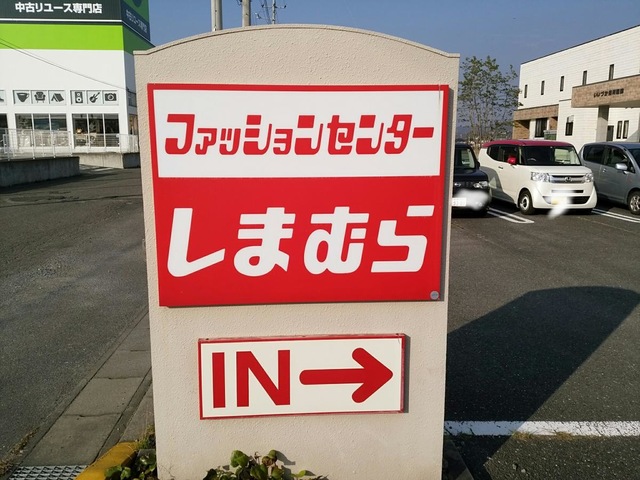 中古リユース専門店
ファッションセンター
しまむら
IN→